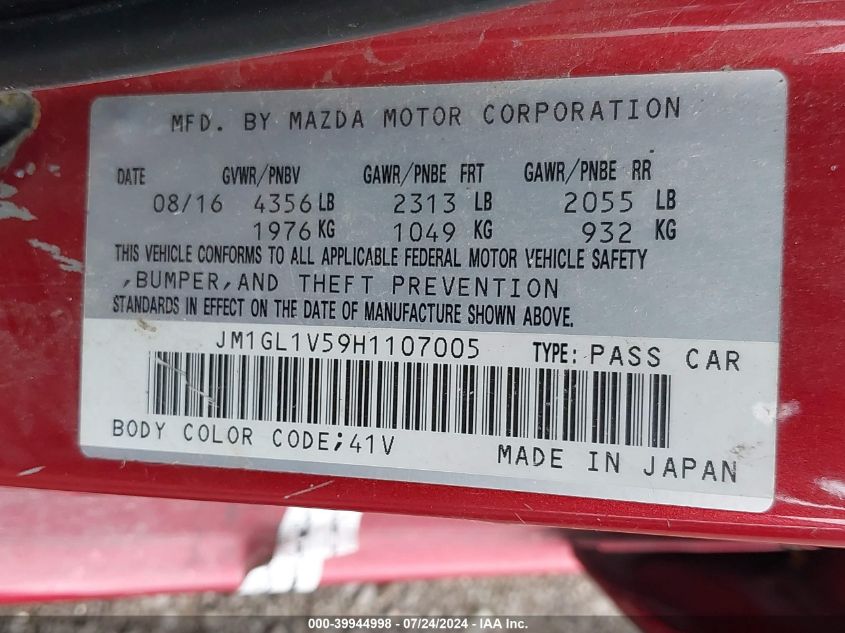 MFD. BY MAZDA MOTOR CORPORATION
DATE GVWR/PNBV GAWR/PNBE FRT GAWR/PNBE RR
08/16 4356 LB 2313 LB 2055 LB
1976 KG 1049 KG 932 KG
THIS VEHICLE CONFORMS TO ALL APPLICABLE FEDERAL MOTOR VEHICLE SAFETY
,BUMPER,AND THEFT PREVENTION
STANDARDS IN EFFECT ON THE DATE OF MANUFACTURE SHOWN ABOVE.
JM1GL1V59H1107005 TYPE: PASS CAR
BODY COLOR CODE;41V
MADE IN JAPAN
000-39944998 - 07/24/2024 - IAA Inc.